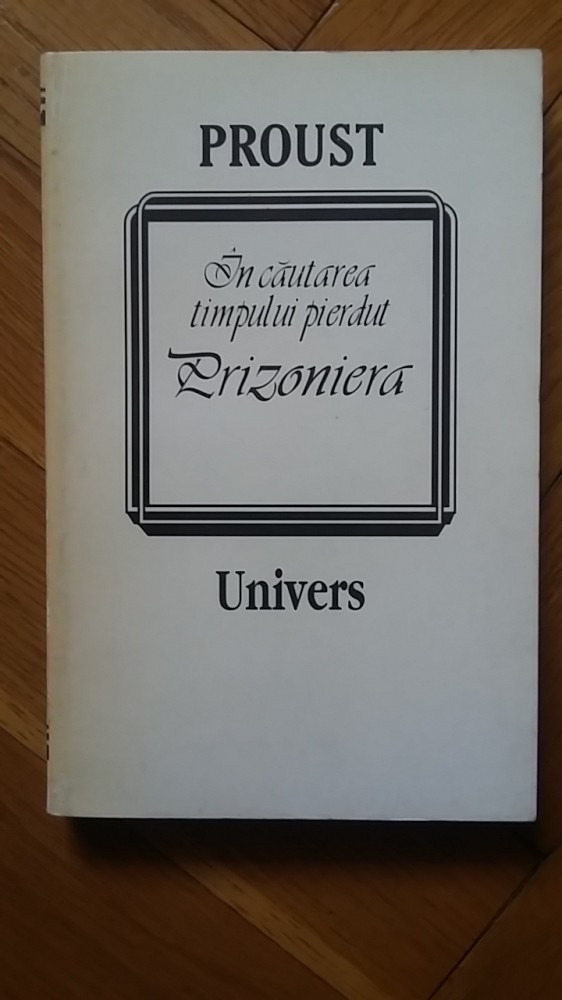 PROUST
În căutarea
timpului pierdut
Prizoniera
Univers